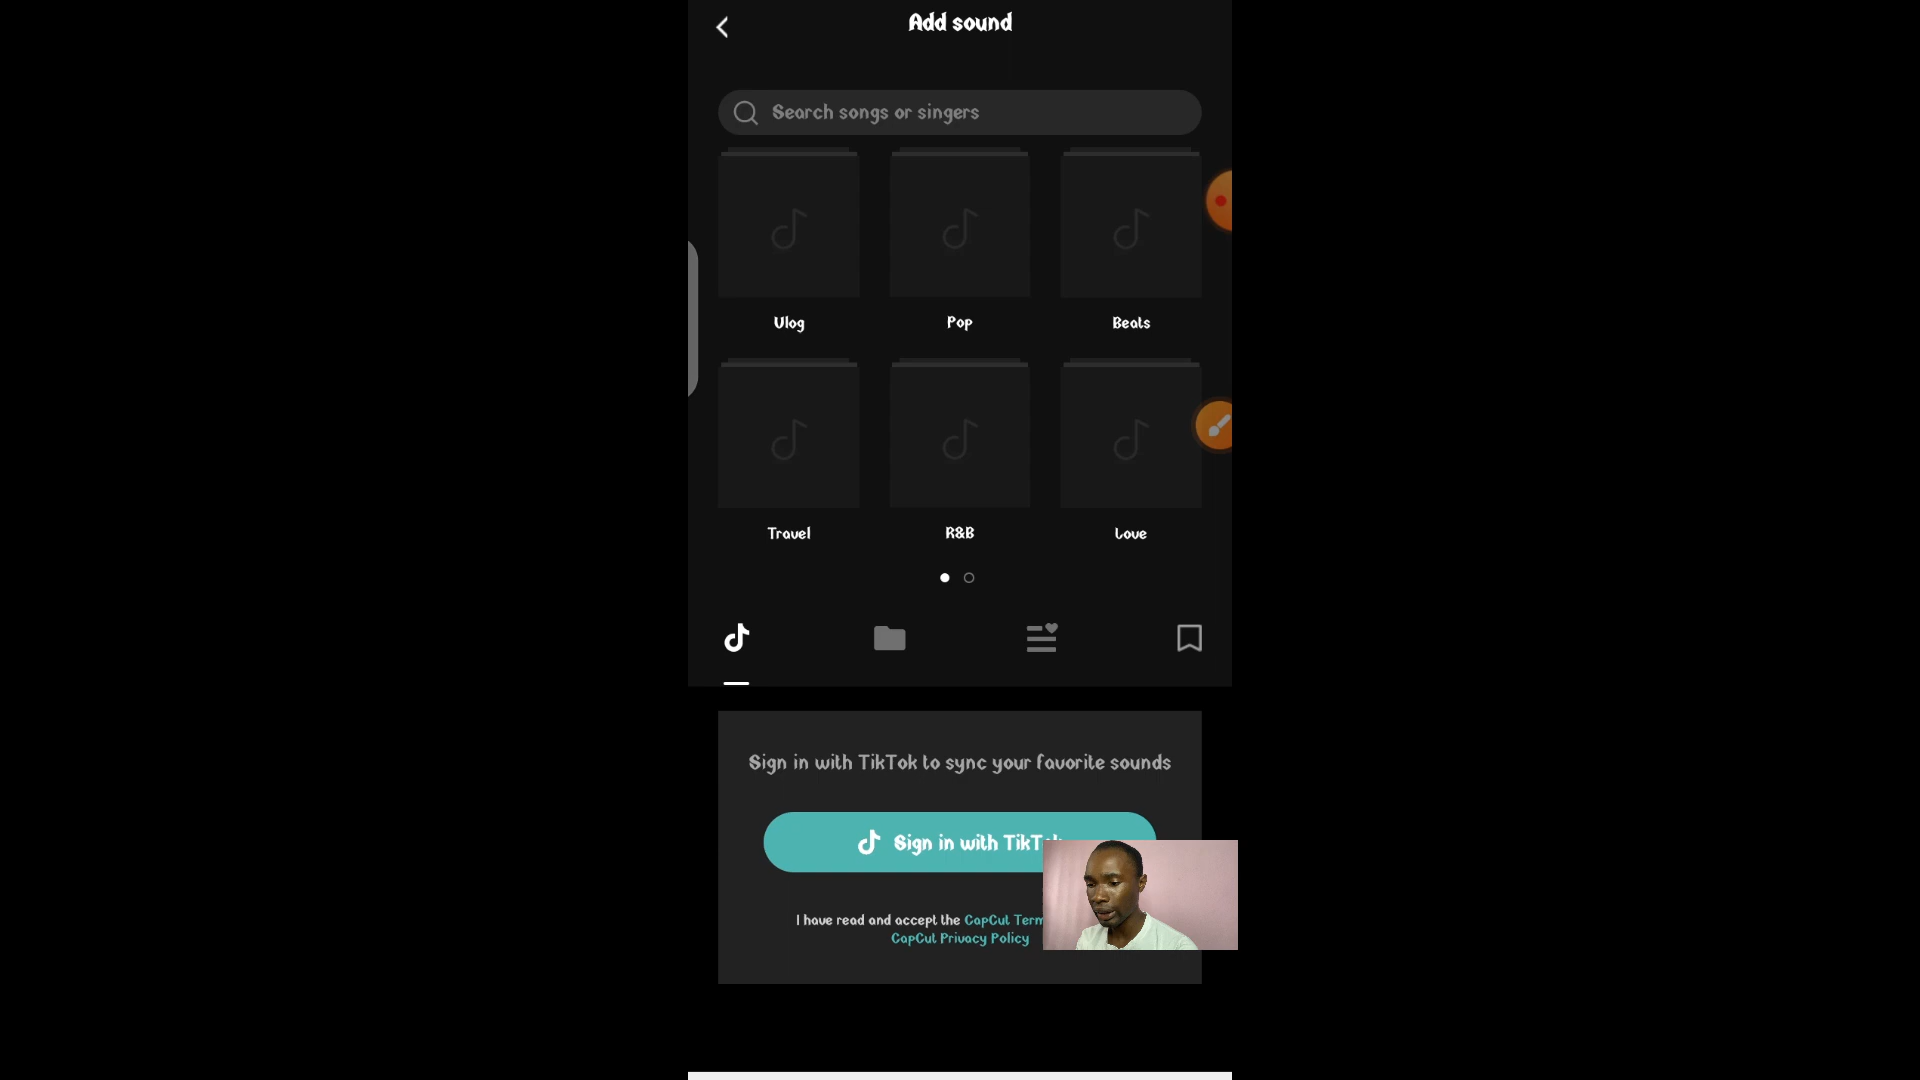 Add sound
Search songs or singers
Vlog
Pop
Beats
Travel
R&B
Love
Sign in with TikTok to sync your favorite sounds
Sign in with
I have read and accept the CapCut
CapCut Privacy Policy